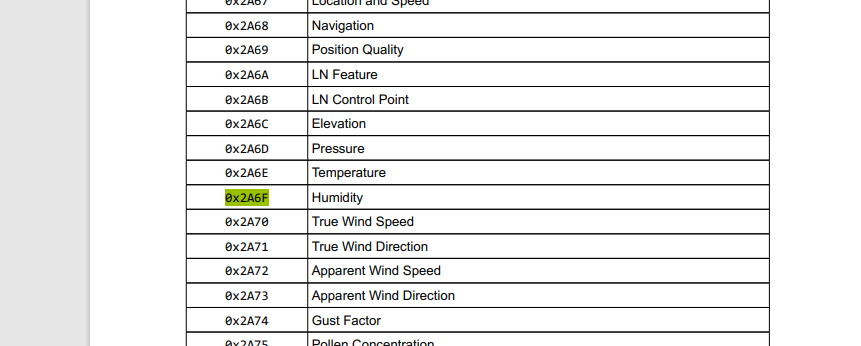 0x2A67 Location and Speed
0x2A68 Navigation
0x2A69 Position Quality
0x2A6A LN Feature
0x2A6B LN Control Point
0x2A6C Elevation
0x2A6D Pressure
0x2A6E Temperature
0x2A6F Humidity
0x2A70 True Wind Speed
0x2A71 True Wind Direction
0x2A72 Apparent Wind Speed
0x2A73 Apparent Wind Direction
0x2A74 Gust Factor
0x2A75 Pollen Concentration